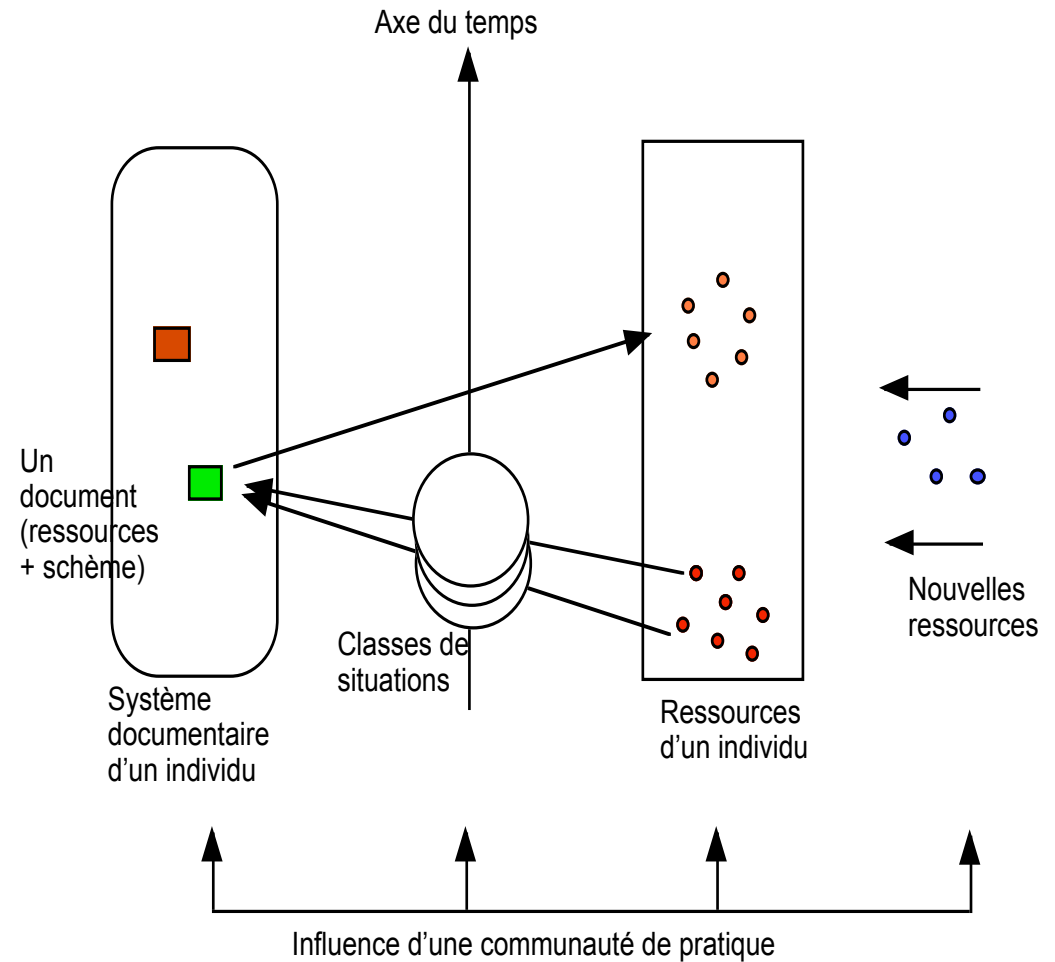 Axe du temps
Un
document
(ressources
+ schème)
Nouvelles
ressources
Classes de
situations
Système
documentaire
d’un individu
Ressources
d’un individu
Influence d’une communauté de pratique